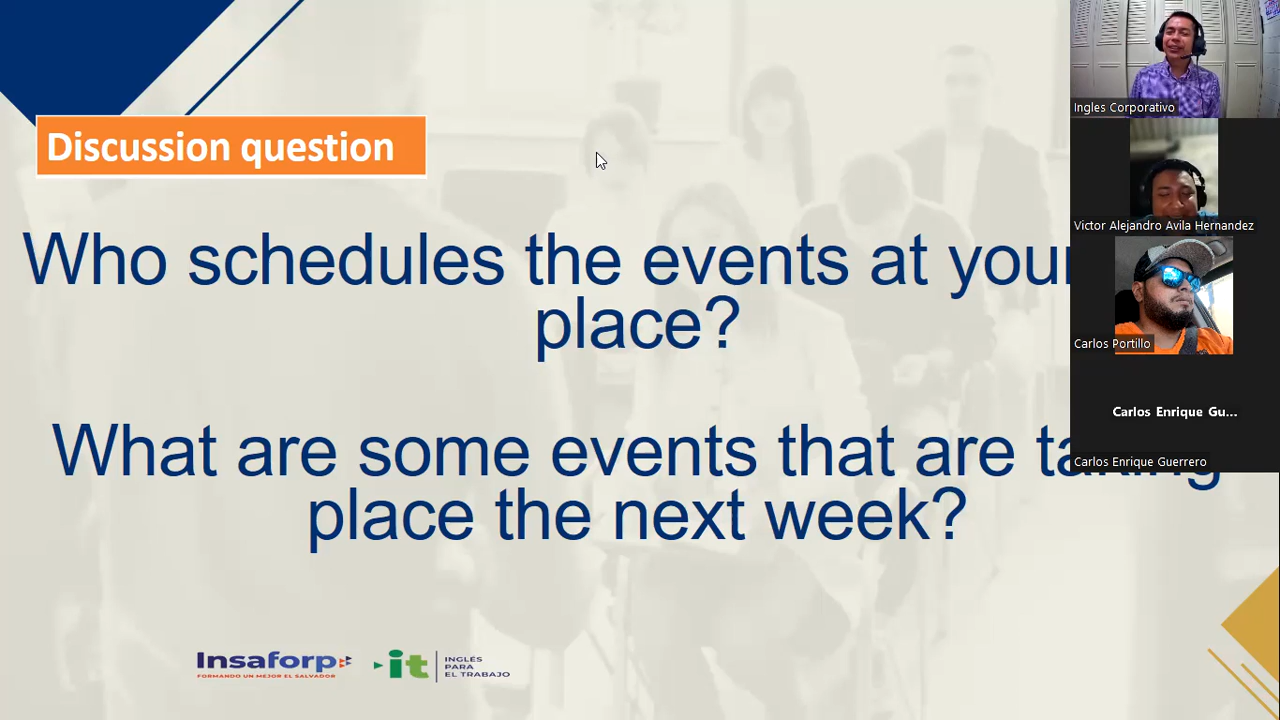 Discussion question
Who schedules the events at your
place?
What are some events that are taking
place the next week?
Insaforp
FORMANDO UN MEJOR EL SALVADOR
it
INGLÉS
PARA
EL TRABAJO
Ingles Corporativo
Victor Alejandro Avila Hernandez
Carlos Portillo
Carlos Enrique Gu...
Carlos Enrique Guerrero